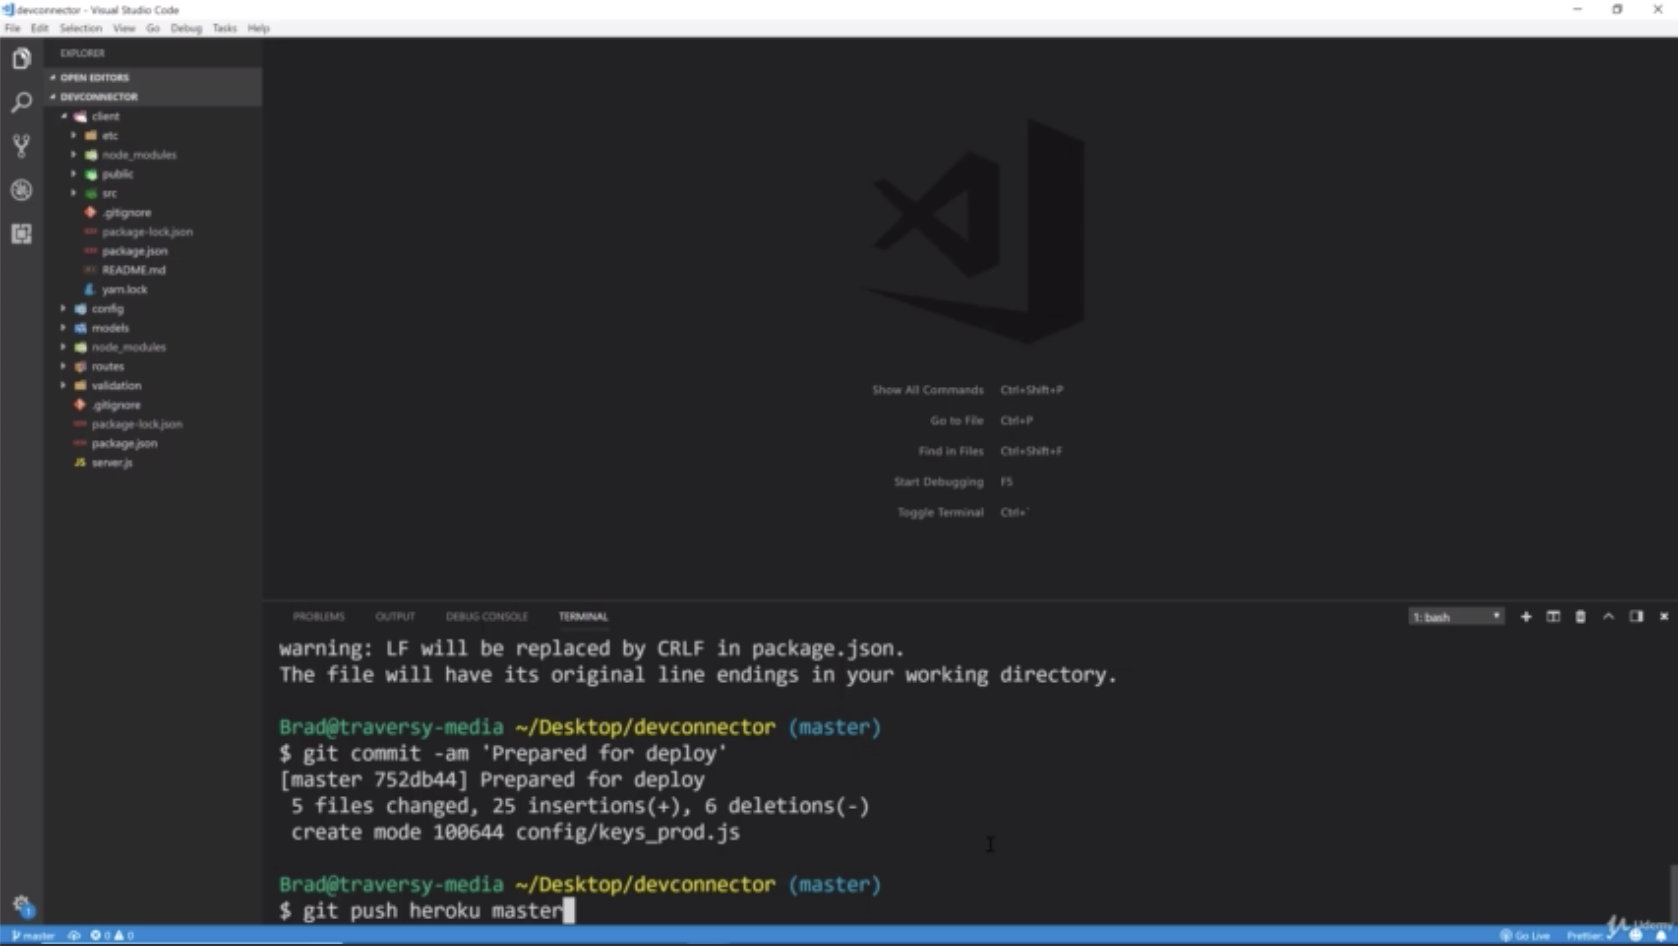 devconnector - Visual Studio Code
File Edit Selection View Go Debug Tasks Help
EXPLORER
OPEN EDITORS
DEVCONNECTOR
client
etc
node_modules
public
src
.gitignore
package-lock.json
package.json
README.md
yarn.lock
config
models
node_modules
routes
validation
.gitignore
package-lock.json
package.json
JS server.js
Show All Commands Ctrl+Shift+P
Go to File Ctrl+P
Find in Files Ctrl+Shift+F
Start Debugging F5
Toggle Terminal Ctrl+`
PROBLEMS OUTPUT DEBUG CONSOLE TERMINAL 1: bash
warning: LF will be replaced by CRLF in package.json.
The file will have its original line endings in your working directory.
Brad@traversy-media ~/Desktop/devconnector (master)
$ git commit -am 'Prepared for deploy'
[master 752db44] Prepared for deploy
5 files changed, 25 insertions(+), 6 deletions(-)
create mode 100644 config/keys_prod.js
Brad@traversy-media ~/Desktop/devconnector (master)
$ git push heroku master
1
master 0 0 Go Live Prettier: Udemy